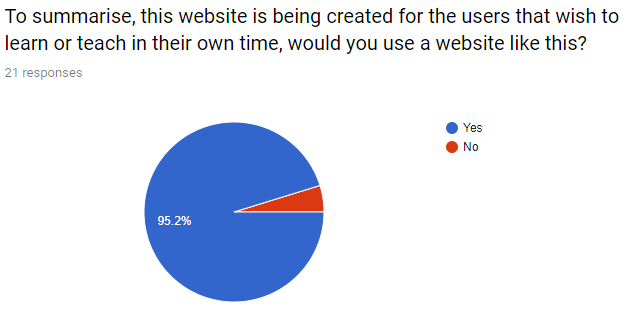 To summarise, this website is being created for the users that wish to
learn or teach in their own time, would you use a website like this?
21 responses
Yes
No
95.2%